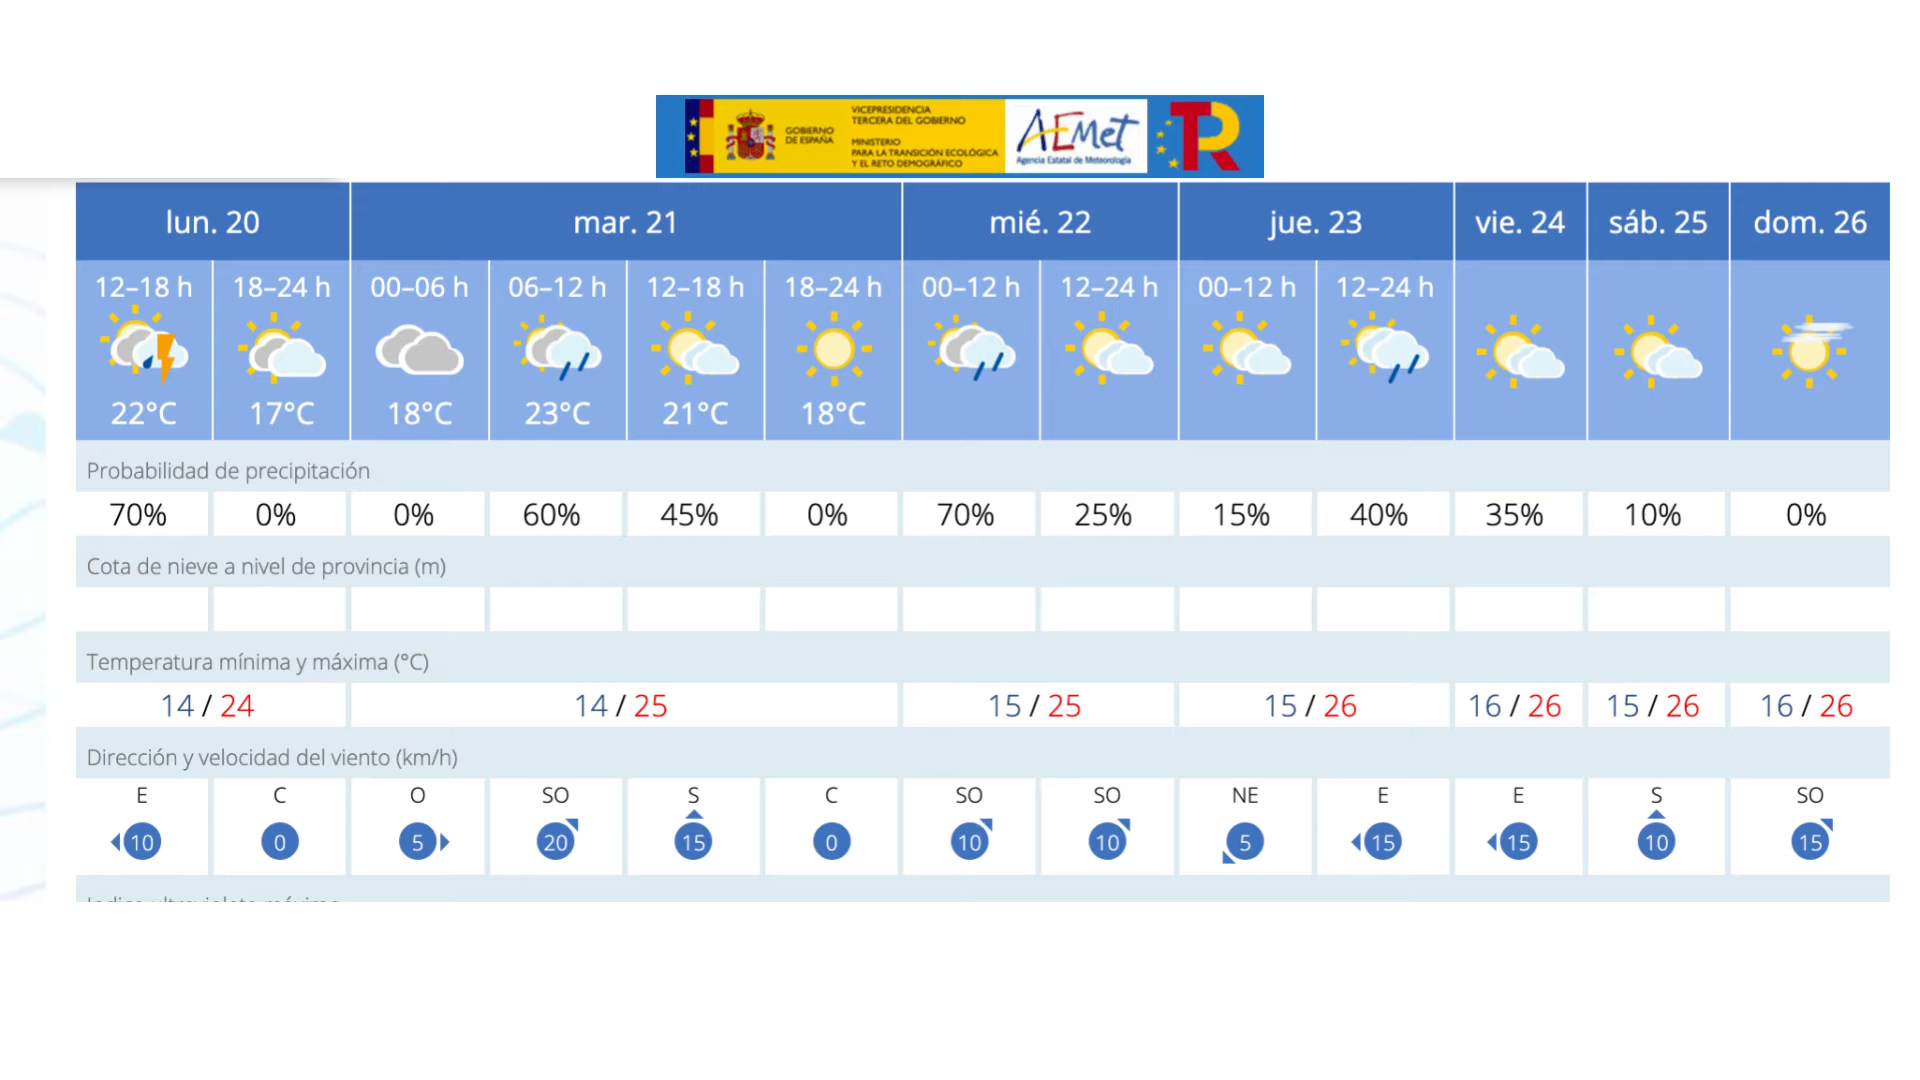 GOBIERNO
DE ESPAÑA
VICEPRESIDENCIA
TERCERA DEL GOBIERNO
MINISTERIO
PARA LA TRANSICIÓN ECOLÓGICA
Y EL RETO DEMOGRÁFICO
AEMet
Agencia Estatal de Meteorología
TR
lun. 20 mar. 21 mié. 22 jue. 23 vie. 24 sáb. 25 dom. 26
12–18 h 18–24 h 00–06 h 06–12 h 12–18 h 18–24 h 00–12 h 12–24 h 00–12 h 12–24 h
22°C 17°C 18°C 23°C 21°C 18°C
Probabilidad de precipitación
70% 0% 0% 60% 45% 0% 70% 25% 15% 40% 35% 10% 0%
Cota de nieve a nivel de provincia (m)
Temperatura mínima y máxima (°C)
14 / 24 14 / 25 15 / 25 15 / 26 16 / 26 15 / 26 16 / 26
Dirección y velocidad del viento (km/h)
E C O SO S C SO SO NE E E S SO
10 0 5 20 15 0 10 10 5 15 15 10 15